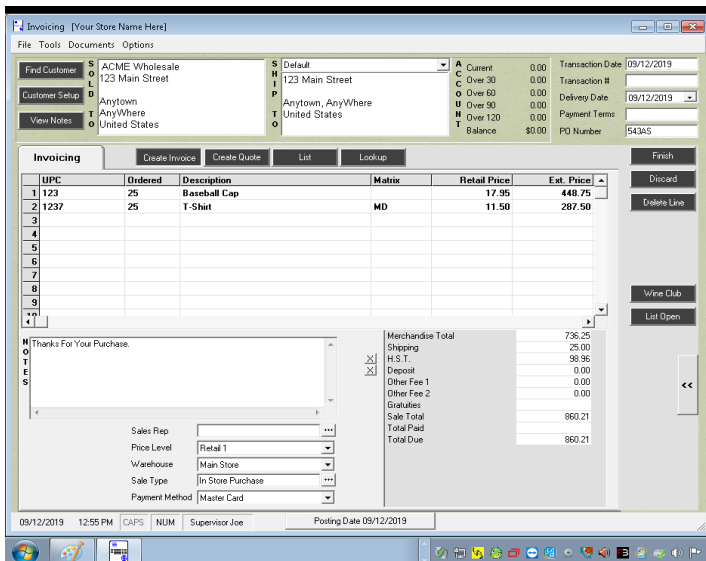 Invoicing [Your Store Name Here]
File Tools Documents Options
Find Customer
Customer Setup
View Notes
SOLD TO
ACME Wholesale
123 Main Street
Anytown
AnyWhere
United States
SHIP TO
Default
123 Main Street
Anytown, AnyWhere
United States
ACCOUNT
Current 0.00
Over 30 0.00
Over 60 0.00
Over 90 0.00
Over 120 0.00
Balance $0.00
Transaction Date 09/12/2019
Transaction #
Delivery Date 09/12/2019
Payment Terms
PO Number 543AS
Invoicing Create Invoice Create Quote List Lookup Finish
Discard
Delete Line
Wine Club
List Open
<<
UPC Ordered Description Matrix Retail Price Ext. Price
1 123 25 Baseball Cap 17.95 448.75
2 1237 25 T-Shirt MD 11.50 287.50
3
4
5
6
7
8
9
10
NOTES
Thanks For Your Purchase.
X
X
Merchandise Total 736.25
Shipping 25.00
H.S.T. 98.96
Deposit 0.00
Other Fee 1 0.00
Other Fee 2 0.00
Gratuities
Sale Total 860.21
Total Paid
Total Due 860.21
Sales Rep ...
Price Level Retail 1
Warehouse Main Store
Sale Type In Store Purchase ...
Payment Method Master Card
09/12/2019 12:55 PM CAPS NUM Supervisor Joe Posting Date 09/12/2019